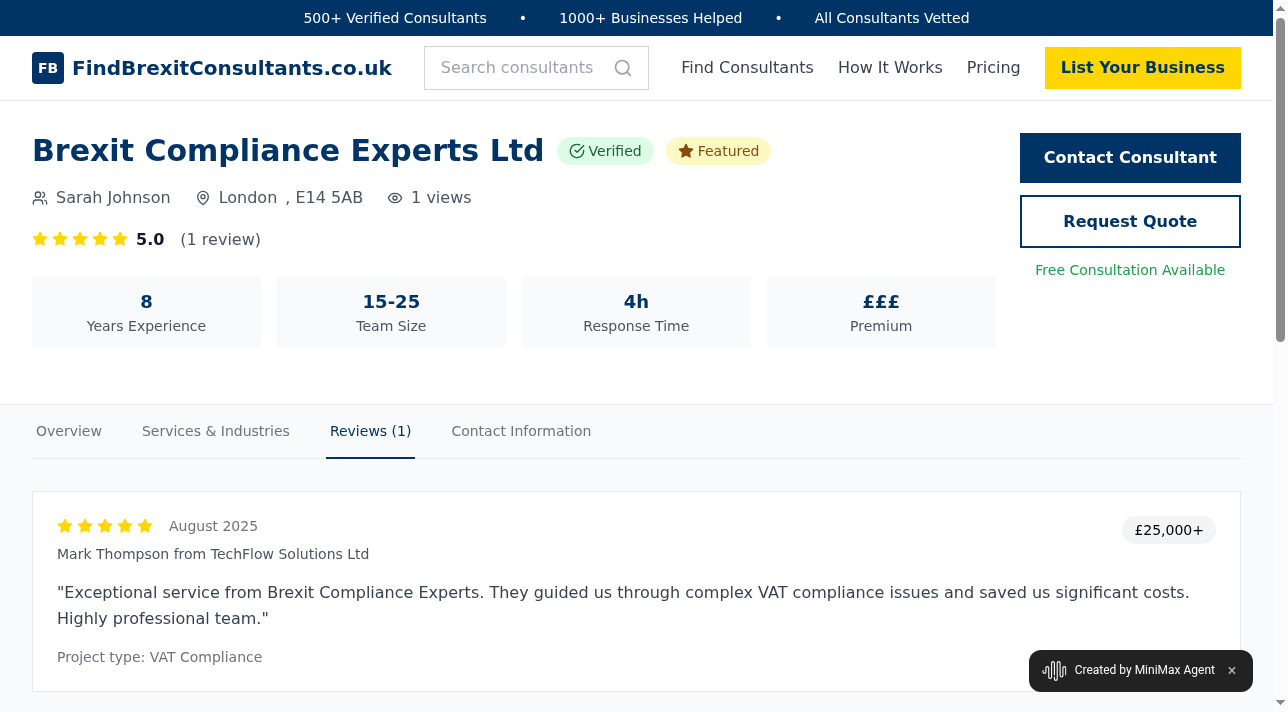 500+ Verified Consultants • 1000+ Businesses Helped • All Consultants Vetted
FB FindBrexitConsultants.co.uk Search consultants Find Consultants How It Works Pricing List Your Business
Brexit Compliance Experts Ltd Verified Featured
Contact Consultant
Sarah Johnson London , E14 5AB 1 views
Request Quote
5.0 (1 review)
Free Consultation Available
8 15-25 4h £££
Years Experience Team Size Response Time Premium
Overview Services & Industries Reviews (1) Contact Information
August 2025 £25,000+
Mark Thompson from TechFlow Solutions Ltd
"Exceptional service from Brexit Compliance Experts. They guided us through complex VAT compliance issues and saved us significant costs.
Highly professional team."
Project type: VAT Compliance
Created by MiniMax Agent ×